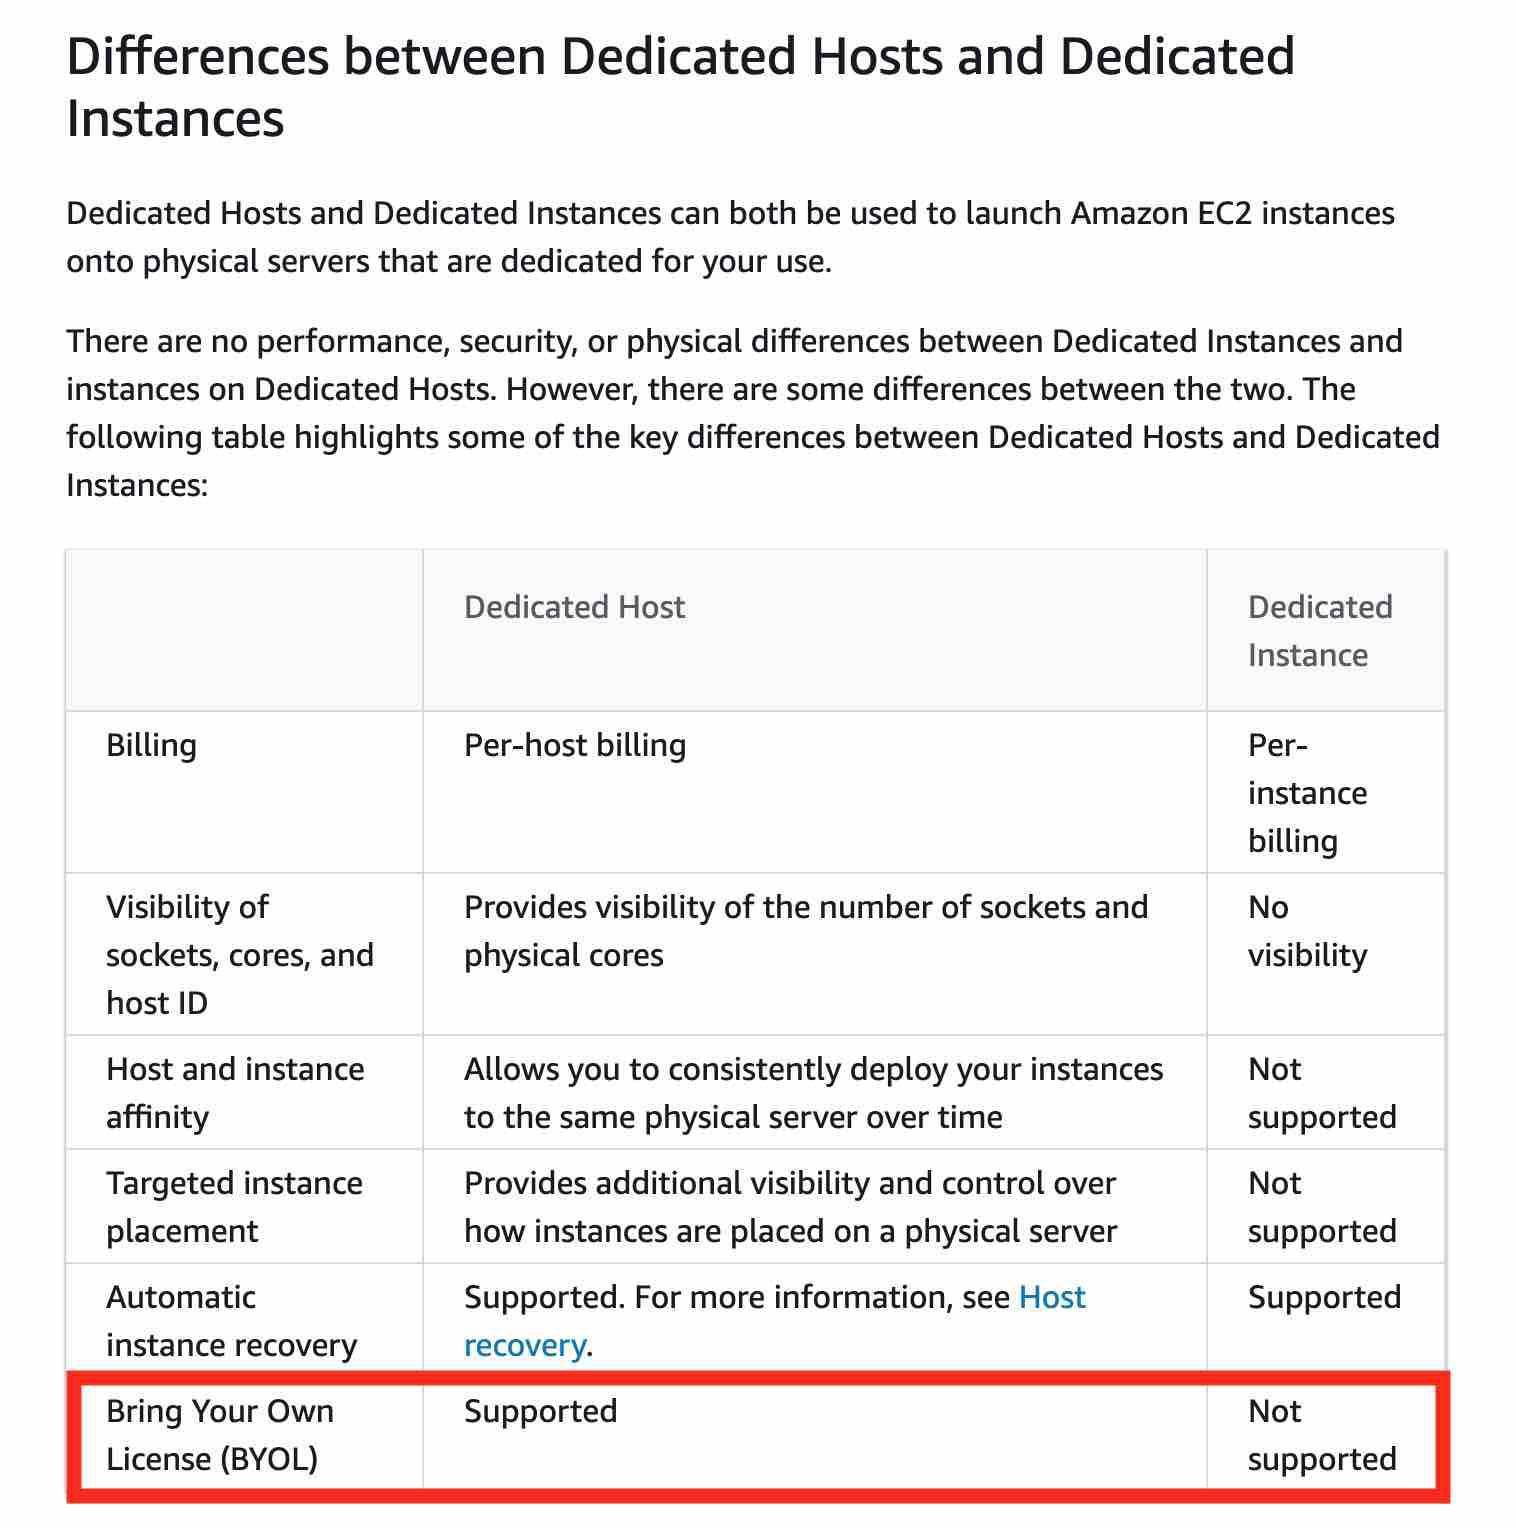 Differences between Dedicated Hosts and Dedicated
Instances
Dedicated Hosts and Dedicated Instances can both be used to launch Amazon EC2 instances
onto physical servers that are dedicated for your use.
There are no performance, security, or physical differences between Dedicated Instances and
instances on Dedicated Hosts. However, there are some differences between the two. The
following table highlights some of the key differences between Dedicated Hosts and Dedicated
Instances:
Dedicated Host
Dedicated
Instance
Billing
Per-host billing
Per-
instance
billing
Visibility of
sockets, cores, and
host ID
Provides visibility of the number of sockets and
physical cores
No
visibility
Host and instance
affinity
Allows you to consistently deploy your instances
to the same physical server over time
Not
supported
Targeted instance
placement
Provides additional visibility and control over
how instances are placed on a physical server
Not
supported
Automatic
instance recovery
Supported. For more information, see Host
recovery.
Supported
Bring Your Own
License (BYOL)
Supported
Not
supported